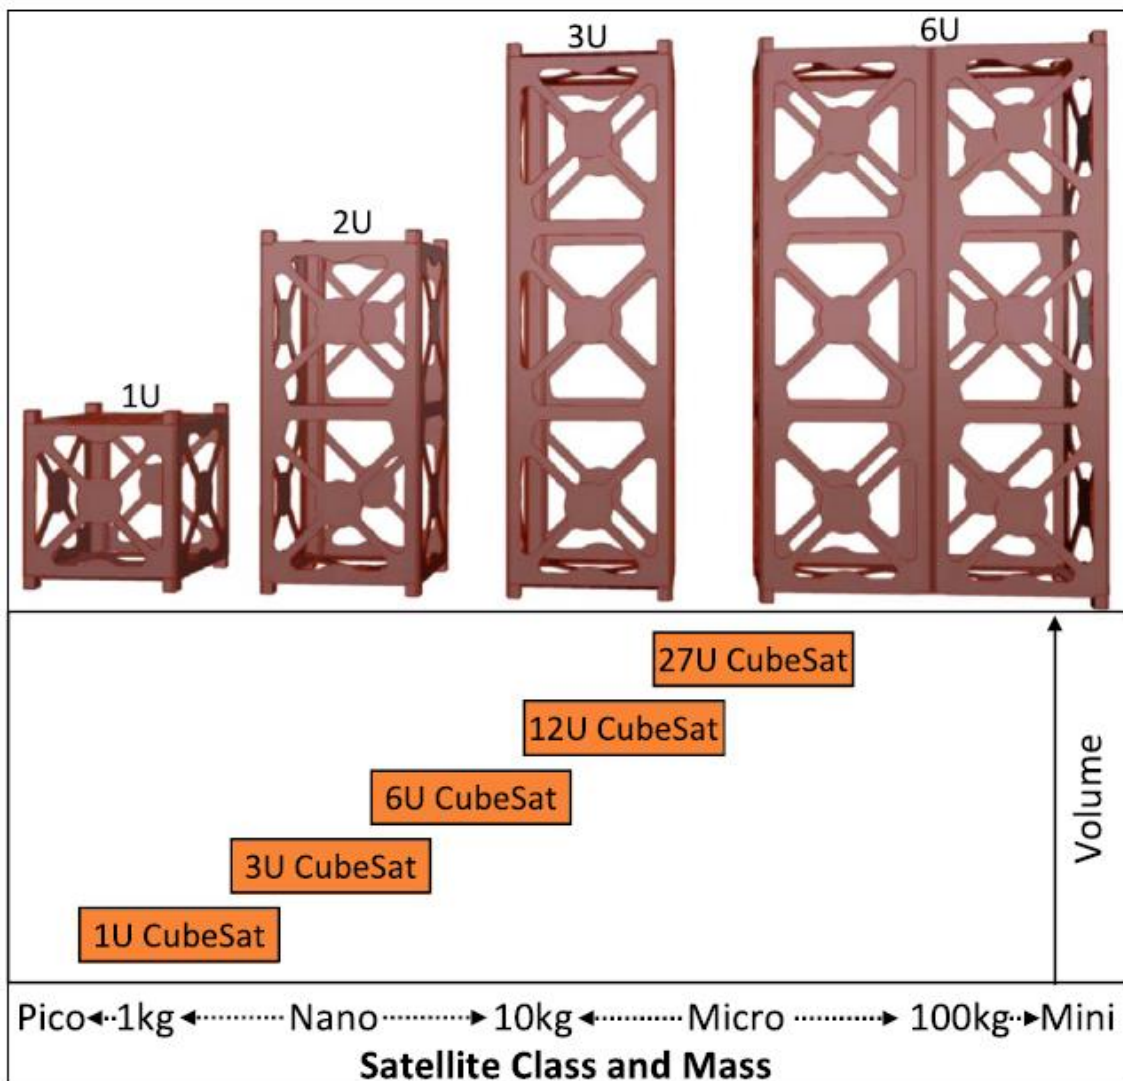 3U
6U
2U
1U
27U CubeSat
12U CubeSat
6U CubeSat
3U CubeSat
1U CubeSat
Volume
Pico 1kg Nano 10kg Micro 100kg Mini
Satellite Class and Mass